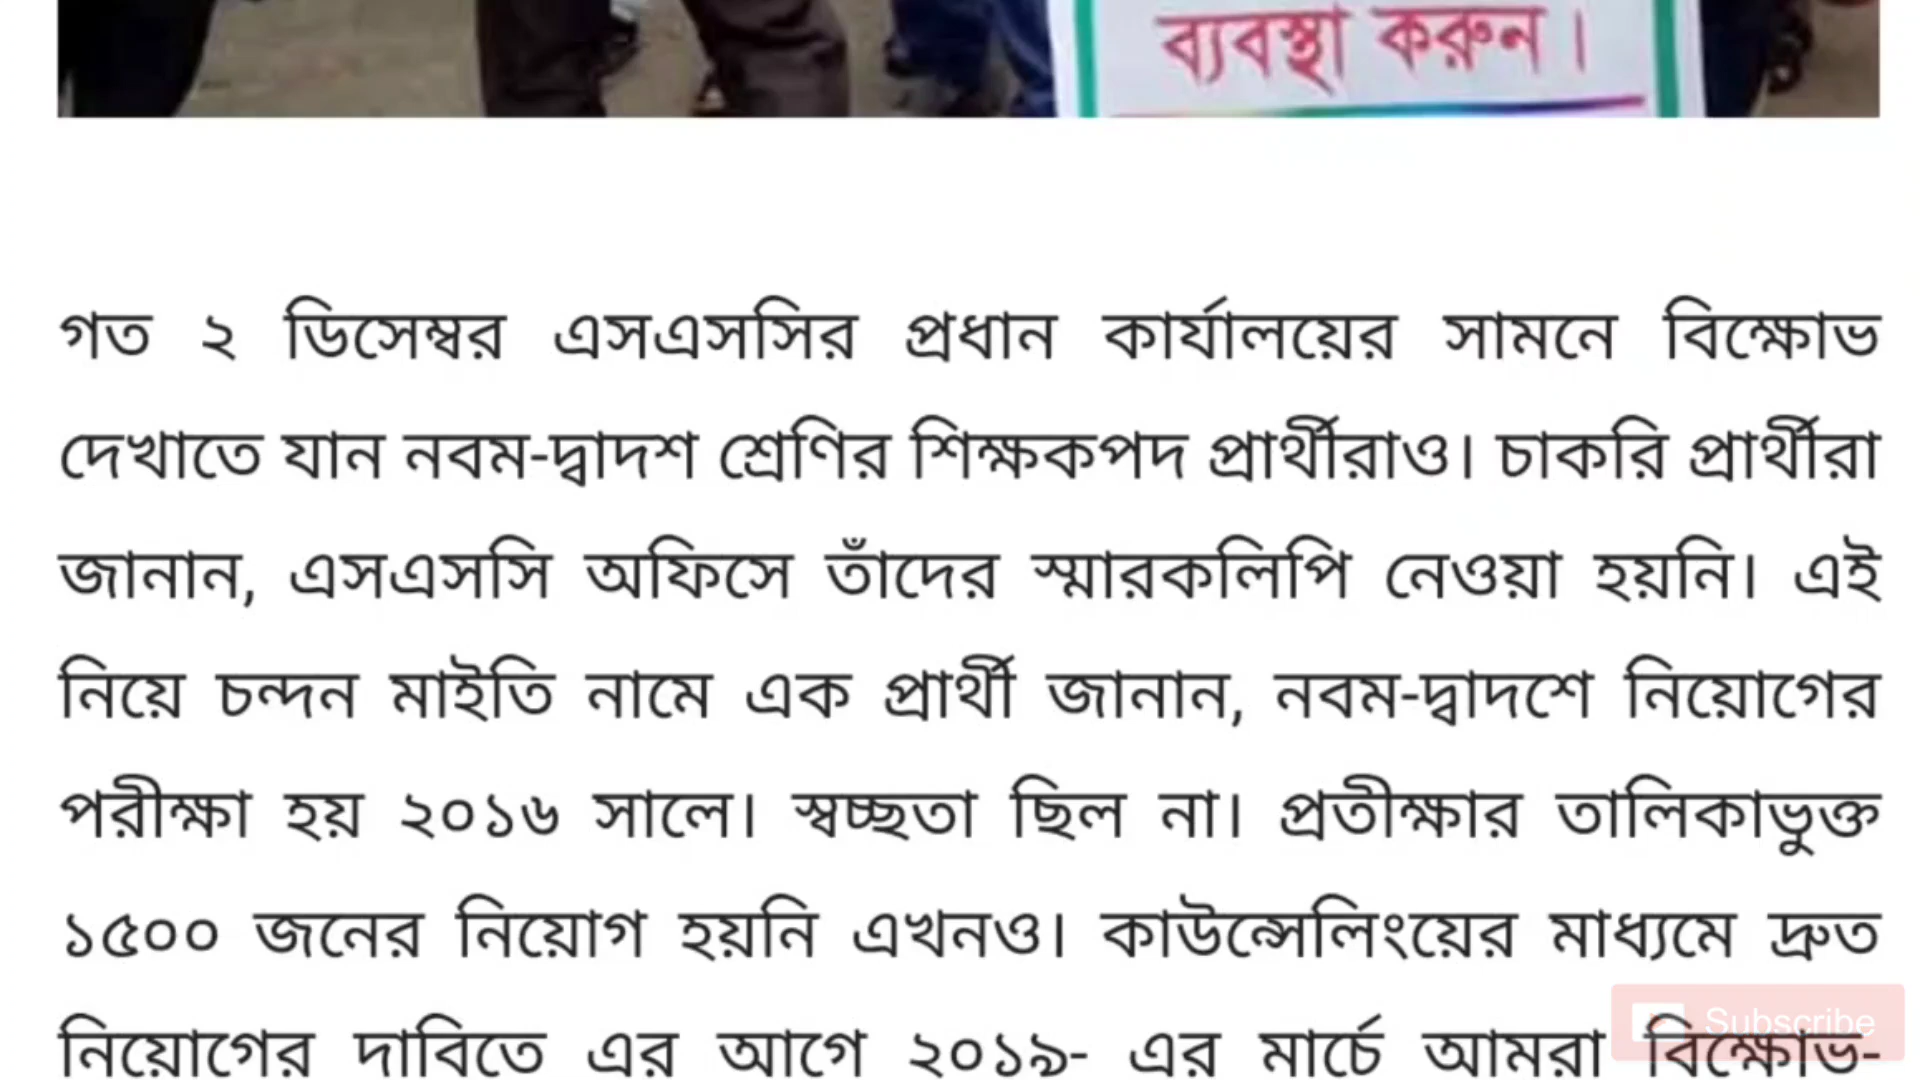 ব্যবস্থা করুন।
গত ২ ডিসেম্বর এসএসসির প্রধান কার্যালয়ের সামনে বিক্ষোভ
দেখাতে যান নবম-দ্বাদশ শ্রেণির শিক্ষকপদ প্রার্থীরাও। চাকরি প্রার্থীরা
জানান, এসএসসি অফিসে তাঁদের স্মারকলিপি নেওয়া হয়নি। এই
নিয়ে চন্দন মাইতি নামে এক প্রার্থী জানান, নবম-দ্বাদশে নিয়োগের
পরীক্ষা হয় ২০১৬ সালে। স্বচ্ছতা ছিল না। প্রতীক্ষার তালিকাভুক্ত
১৫০০ জনের নিয়োগ হয়নি এখনও। কাউন্সেলিংয়ের মাধ্যমে দ্রুত
নিয়োগের দাবিতে এর আগে ২০১৯- এর মার্চে আমরা বিক্ষোভ-
Subscribe